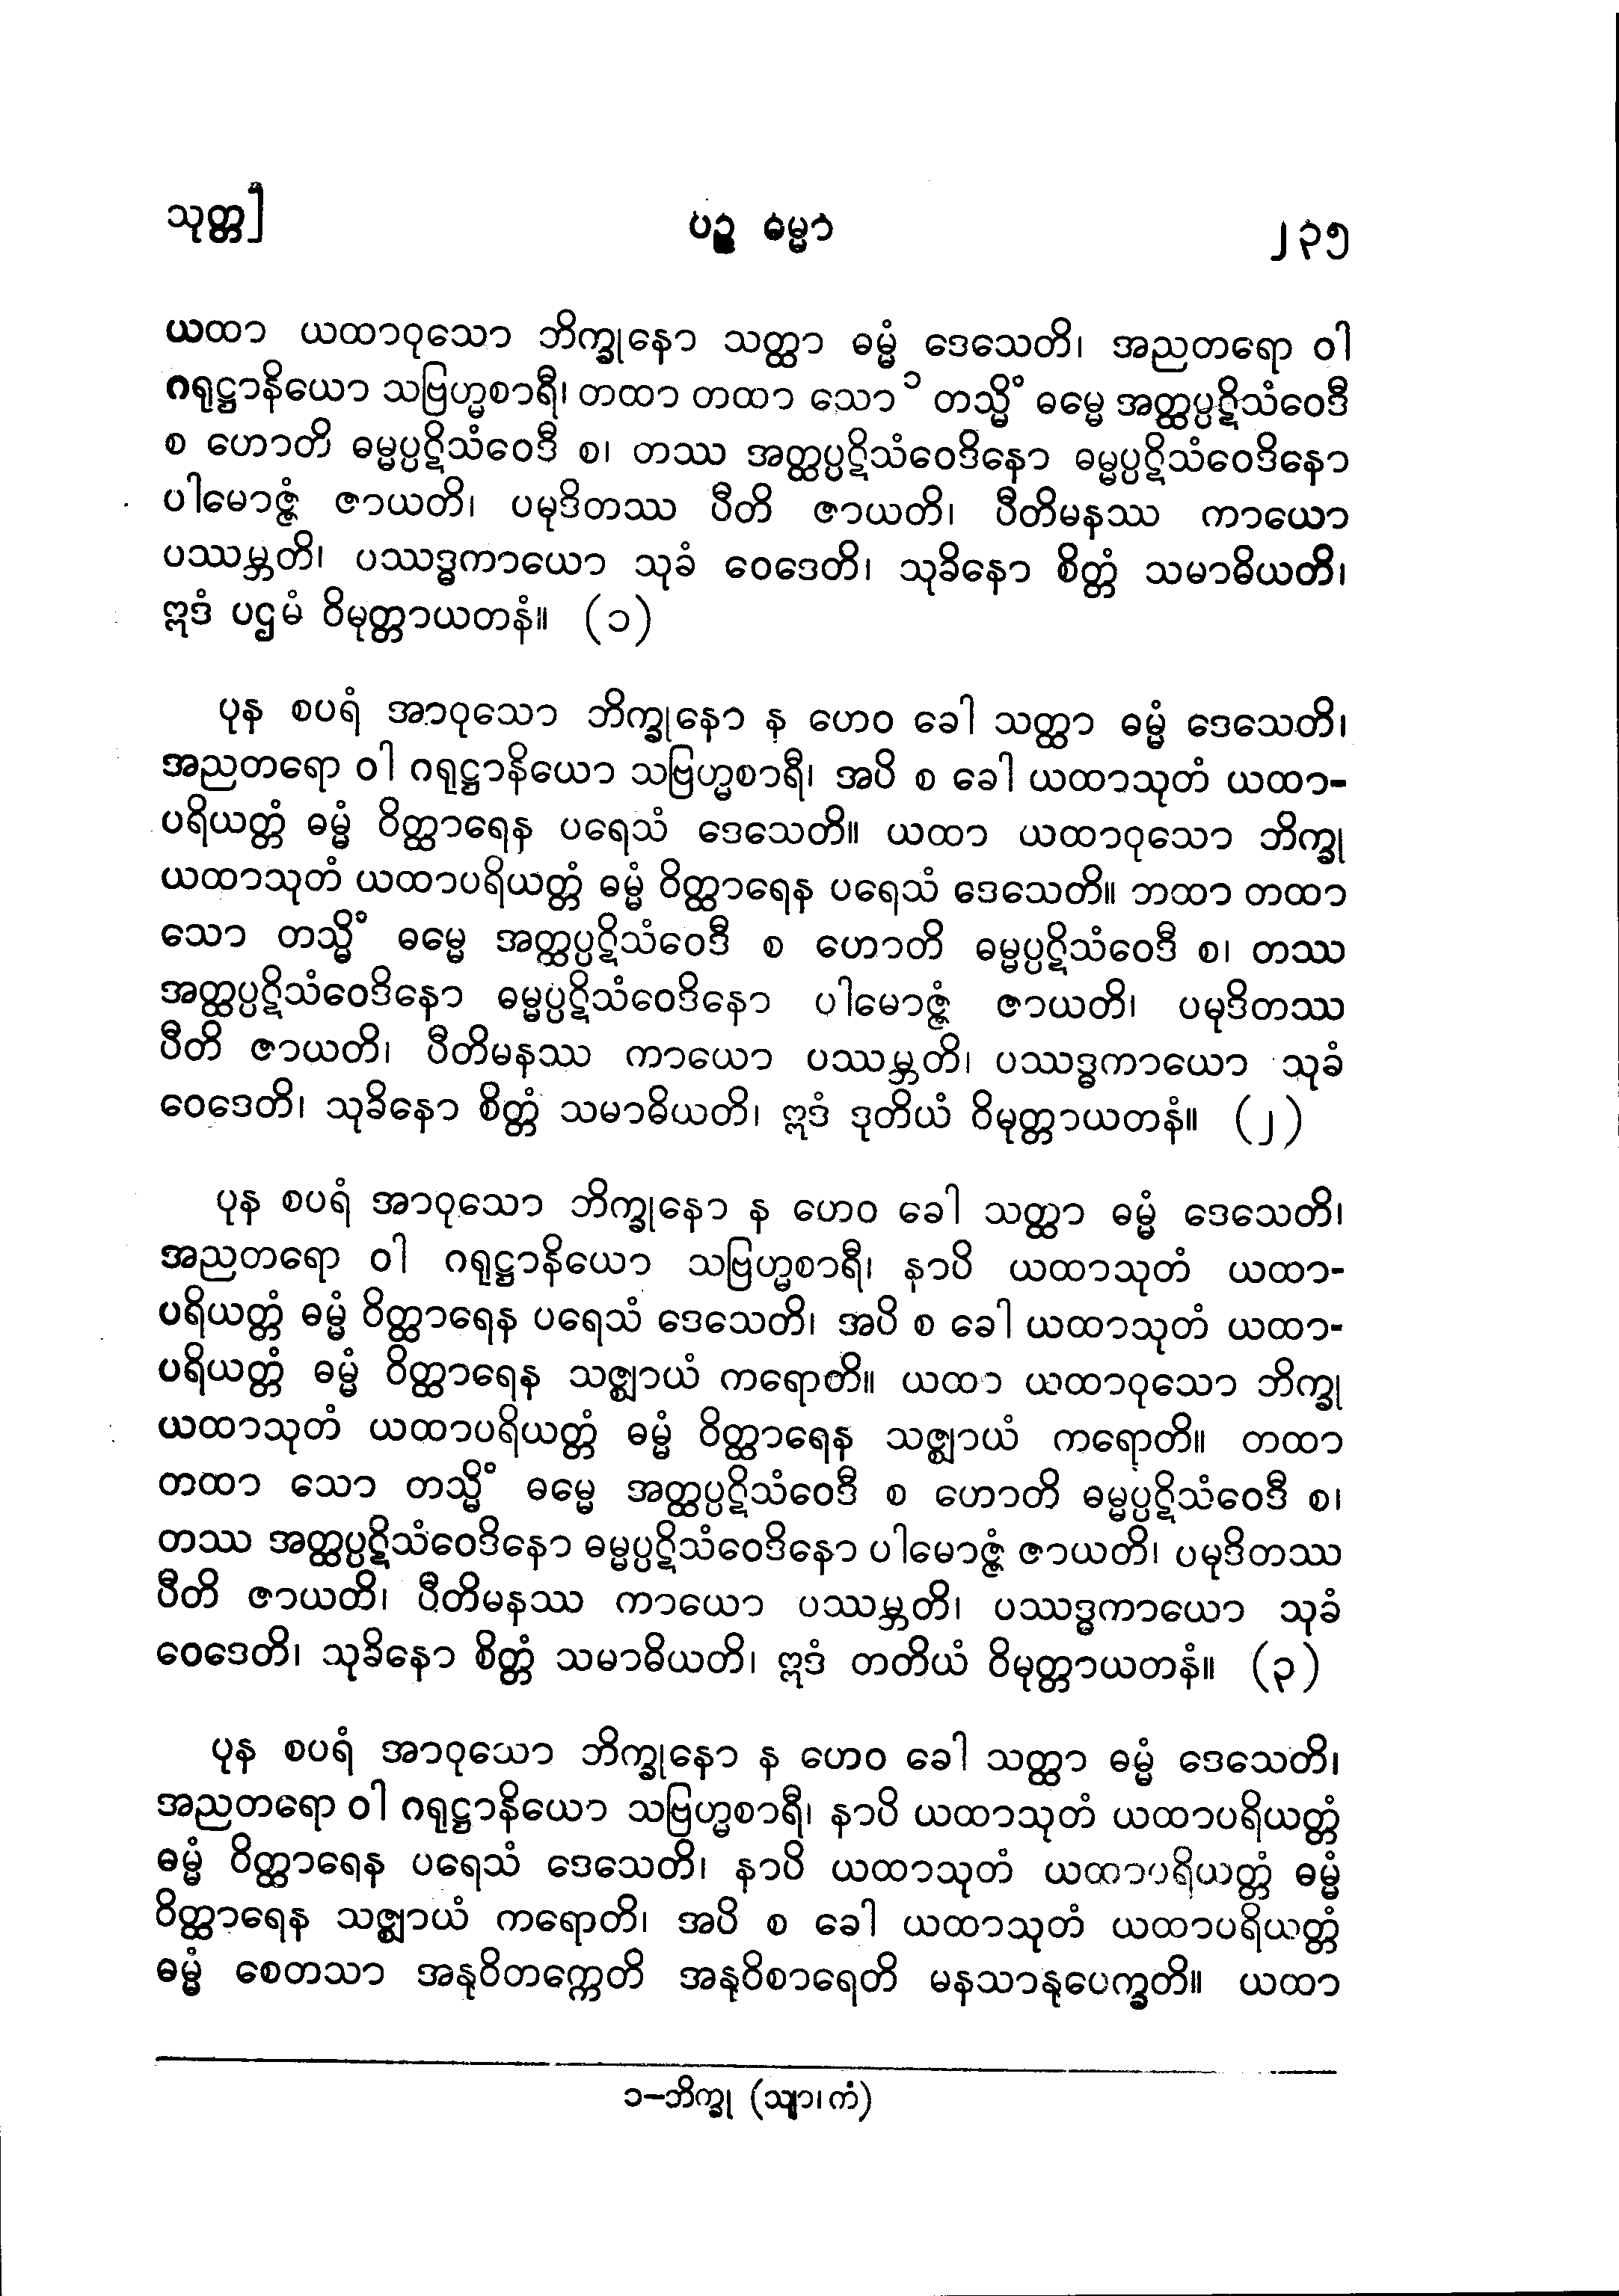 သုတ္တံ]
ပဉ္စ ဓမ္မာ
၂၃၅
ယထာ ယထာဝုသော ဘိက္ခုနော သတ္ထာ ဓမ္မံ ဒေသေတိ၊ အညတရော ဝါ
ဂရုဋ္ဌာနိယော သဗြဟ္မစာရီ၊ တထာ တထာ သော ၁ တသ္မိံ ဓမ္မေ အတ္ထပ္ပဋိသံဝေဒီ
စ ဟောတိ ဓမ္မပ္ပဋိသံဝေဒီ စ၊ တဿ အတ္ထပ္ပဋိသံဝေဒိနော ဓမ္မပ္ပဋိသံဝေဒိနော
ပါမောဇ္ဇံ ဇာယတိ၊ ပမုဒိတဿ ပီတိ ဇာယတိ၊ ပီတိမနဿ ကာယော
ပဿမ္ဘတိ၊ ပဿဒ္ဓကာယော သုခံ ဝေဒေတိ၊ သုခိနော စိတ္တံ သမာဓိယတိ၊
ဣဒံ ပဌမံ ဝိမုတ္တာယတနံ။ (၁)
ပုန စပရံ အာဝုသော ဘိက္ခုနော န ဟေဝ ခေါ သတ္ထာ ဓမ္မံ ဒေသေတိ၊
အညတရော ဝါ ဂရုဋ္ဌာနိယော သဗြဟ္မစာရီ၊ အပိ စ ခေါ ယထာသုတံ ယထာ-
ပရိယတ္တံ ဓမ္မံ ဝိတ္ထာရေန ပရေသံ ဒေသေတိ။ ယထာ ယထာဝုသော ဘိက္ခု
ယထာသုတံ ယထာပရိယတ္တံ ဓမ္မံ ဝိတ္ထာရေန ပရေသံ ဒေသေတိ။ ဘထာ တထာ
သော တသ္မိံ ဓမ္မေ အတ္ထပ္ပဋိသံဝေဒီ စ ဟောတိ ဓမ္မပ္ပဋိသံဝေဒီ စ၊ တဿ
အတ္ထပ္ပဋိသံဝေဒိနော ဓမ္မပ္ပဋိသံဝေဒိနော ပါမောဇ္ဇံ ဇာယတိ၊ ပမုဒိတဿ
ပီတိ ဇာယတိ၊ ပီတိမနဿ ကာယော ပဿမ္ဘတိ၊ ပဿဒ္ဓကာယော သုခံ
ဝေဒေတိ၊ သုခိနော စိတ္တံ သမာဓိယတိ၊ ဣဒံ ဒုတိယံ ဝိမုတ္တာယတနံ။ (၂)
ပုန စပရံ အာဝုသော ဘိက္ခုနော န ဟေဝ ခေါ သတ္ထာ ဓမ္မံ ဒေသေတိ၊
အညတရော ဝါ ဂရုဋ္ဌာနိယော သဗြဟ္မစာရီ၊ နာပိ ယထာသုတံ ယထာ-
ပရိယတ္တံ ဓမ္မံ ဝိတ္ထာရေန ပရေသံ ဒေသေတိ၊ အပိ စ ခေါ ယထာသုတံ ယထာ-
ပရိယတ္တံ ဓမ္မံ ဝိတ္ထာရေန သဇ္ဈာယံ ကရောတိ။ ယထာ ယထာဝုသော ဘိက္ခု
ယထာသုတံ ယထာပရိယတ္တံ ဓမ္မံ ဝိတ္ထာရေန သဇ္ဈာယံ ကရောတိ။ တထာ
တထာ သော တသ္မိံ ဓမ္မေ အတ္ထပ္ပဋိသံဝေဒီ စ ဟောတိ ဓမ္မပ္ပဋိသံဝေဒီ စ၊
တဿ အတ္ထပ္ပဋိသံဝေဒိနော ဓမ္မပ္ပဋိသံဝေဒိနော ပါမောဇ္ဇံ ဇာယတိ၊ ပမုဒိတဿ
ပီတိ ဇာယတိ၊ ပီတိမနဿ ကာယော ပဿမ္ဘတိ၊ ပဿဒ္ဓကာယော သုခံ
ဝေဒေတိ၊ သုခိနော စိတ္တံ သမာဓိယတိ၊ ဣဒံ တတိယံ ဝိမုတ္တာယတနံ။ (၃)
ပုန စပရံ အာဝုသော ဘိက္ခုနော န ဟေဝ ခေါ သတ္ထာ ဓမ္မံ ဒေသေတိ၊
အညတရော ဝါ ဂရုဋ္ဌာနိယော သဗြဟ္မစာရီ၊ နာပိ ယထာသုတံ ယထာပရိယတ္တံ
ဓမ္မံ ဝိတ္ထာရေန ပရေသံ ဒေသေတိ၊ နာပိ ယထာသုတံ ယထာပရိယတ္တံ ဓမ္မံ
ဝိတ္ထာရေန သဇ္ဈာယံ ကရောတိ၊ အပိ စ ခေါ ယထာသုတံ ယထာပရိယတ္တံ
ဓမ္မံ စေတသာ အနုဝိတက္ကေတိ အနုဝိစာရေတိ မနသာနုပေက္ခတိ။ ယထာ
၁-ဘိက္ခု (သျာ၊ကံ)